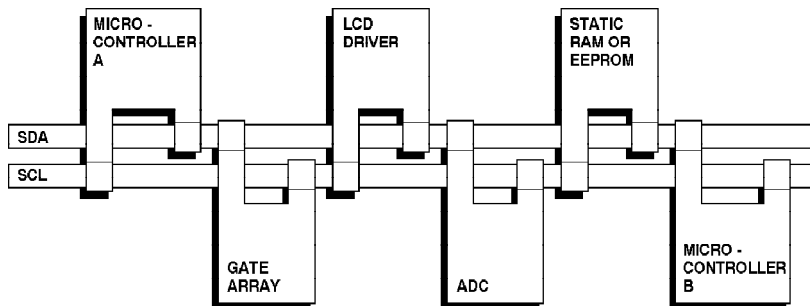 MICRO -
CONTROLLER
A
LCD
DRIVER
STATIC
RAM OR
EEPROM
SDA
SCL
GATE
ARRAY
ADC
MICRO -
CONTROLLER
B